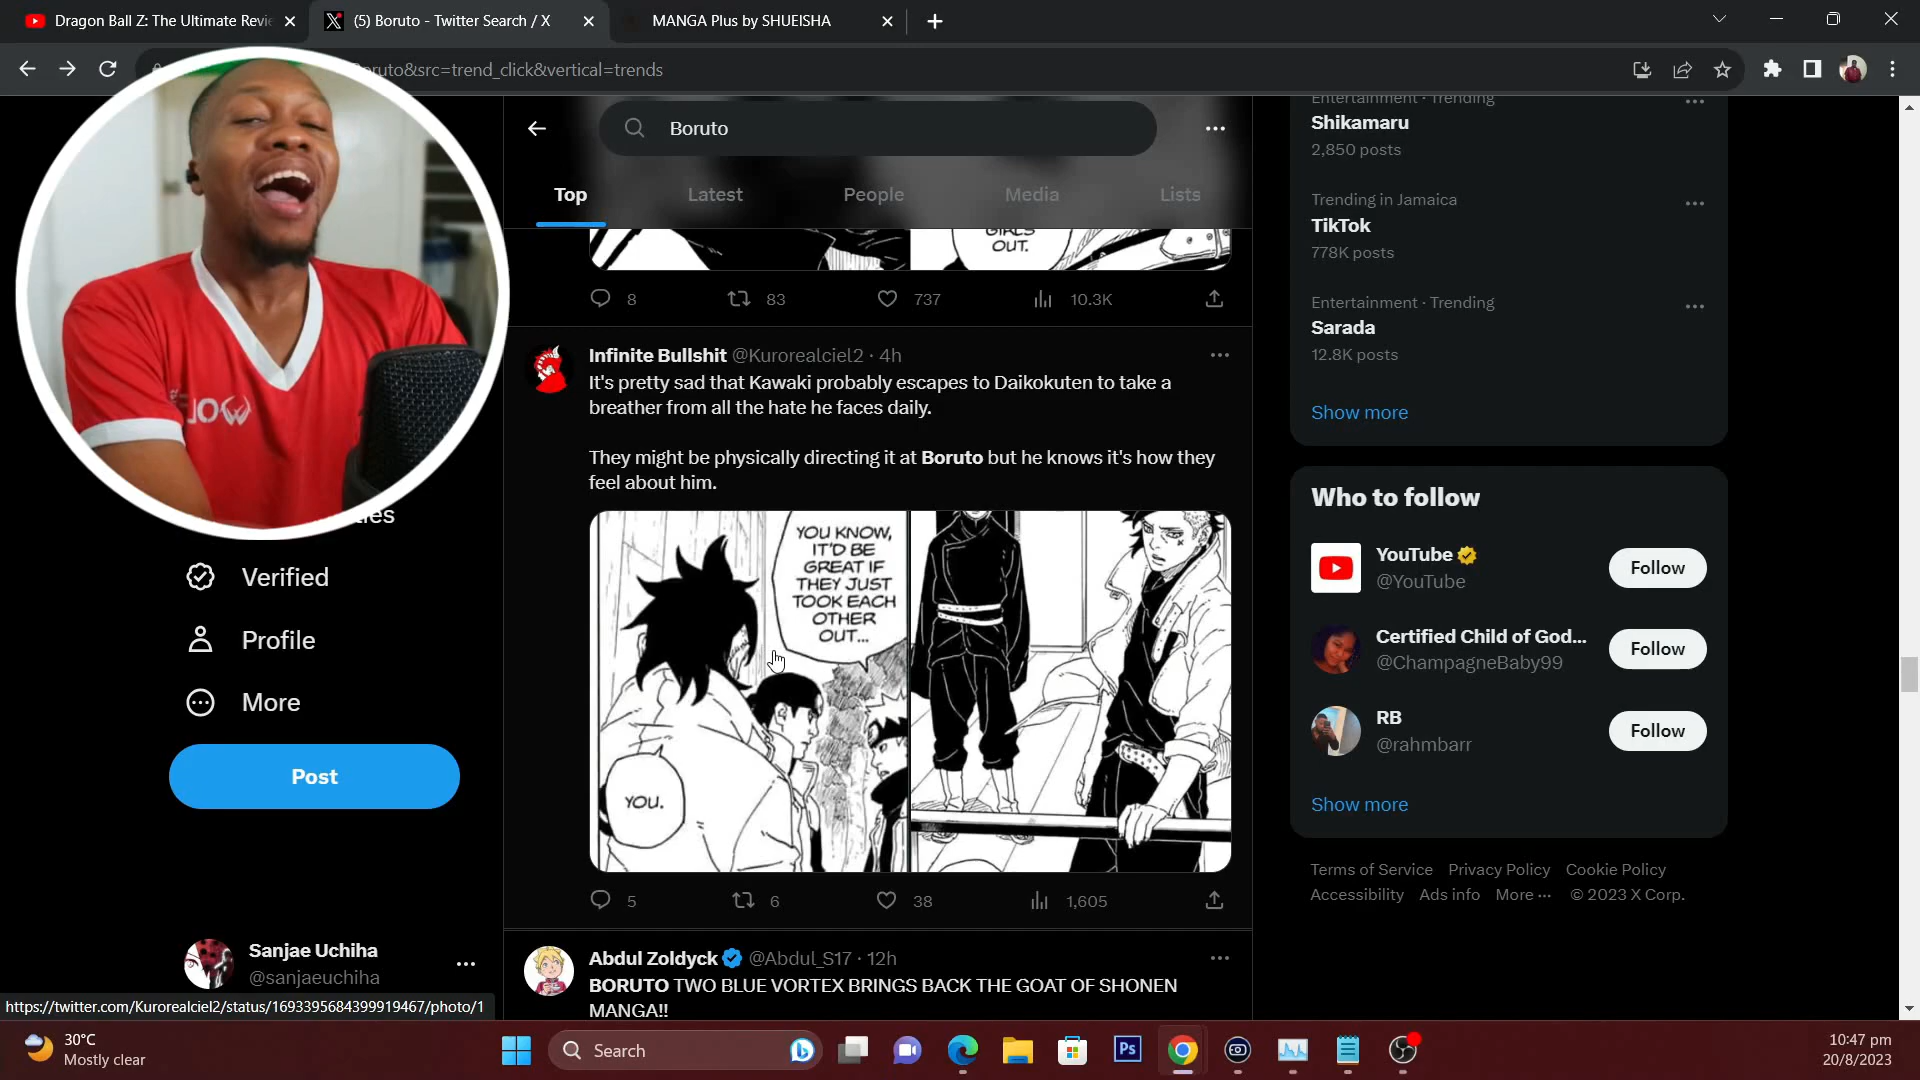 Dragon Ball Z: The Ultimate Revie
(5) Boruto - Twitter Search / X
MANGA Plus by SHUEISHA
oruto&src=trend_click&vertical=trends
Boruto
Top
Latest
People
Media
Lists
GIRLS
OUT.
8
83
737
10.3K
Infinite Bullshit @Kurorealciel2 · 4h
It's pretty sad that Kawaki probably escapes to Daikokuten to take a
breather from all the hate he faces daily.
They might be physically directing it at Boruto but he knows it's how they
feel about him.
YOU KNOW,
IT'D BE
GREAT IF
THEY JUST
TOOK EACH
OTHER
OUT...
YOU.
5
6
38
1,605
Abdul Zoldyck @Abdul_S17 · 12h
BORUTO TWO BLUE VORTEX BRINGS BACK THE GOAT OF SHONEN
MANGA!!
Verified
Profile
More
Post
Sanjae Uchiha
@sanjaeuchiha
https://twitter.com/Kurorealciel2/status/1693395684399919467/photo/1
Entertainment · Trending
Shikamaru
2,850 posts
Trending in Jamaica
TikTok
778K posts
Entertainment · Trending
Sarada
12.8K posts
Show more
Who to follow
YouTube
@YouTube
Follow
Certified Child of God...
@ChampagneBaby99
Follow
RB
@rahmbarr
Follow
Show more
Terms of Service Privacy Policy Cookie Policy
Accessibility Ads info More ··· © 2023 X Corp.
30°C
Mostly clear
Search
Ps
10:47 pm
20/8/2023